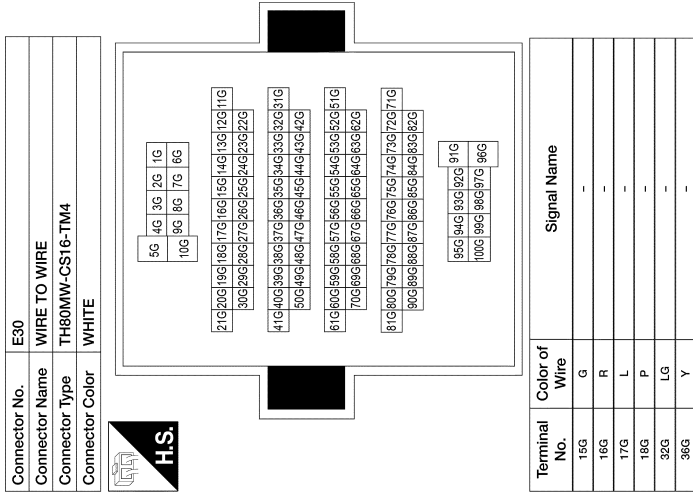 Connector No. E30
Connector Name WIRE TO WIRE
Connector Type TH80MW-CS16-TM4
Connector Color WHITE
H.S.
5G 4G 3G 2G 1G
10G 9G 8G 7G 6G
21G 20G 19G 18G 17G 16G 15G 14G 13G 12G 11G
30G 29G 28G 27G 26G 25G 24G 23G 22G
41G 40G 39G 38G 37G 36G 35G 34G 33G 32G 31G
50G 49G 48G 47G 46G 45G 44G 43G 42G
61G 60G 59G 58G 57G 56G 55G 54G 53G 52G 51G
70G 69G 68G 67G 66G 65G 64G 63G 62G
81G 80G 79G 78G 77G 76G 75G 74G 73G 72G 71G
90G 89G 88G 87G 86G 85G 84G 83G 82G
95G 94G 93G 92G 91G
100G 99G 98G 97G 96G
Terminal No. Color of Wire Signal Name
15G G -
16G R -
17G L -
18G P -
32G LG -
36G Y -